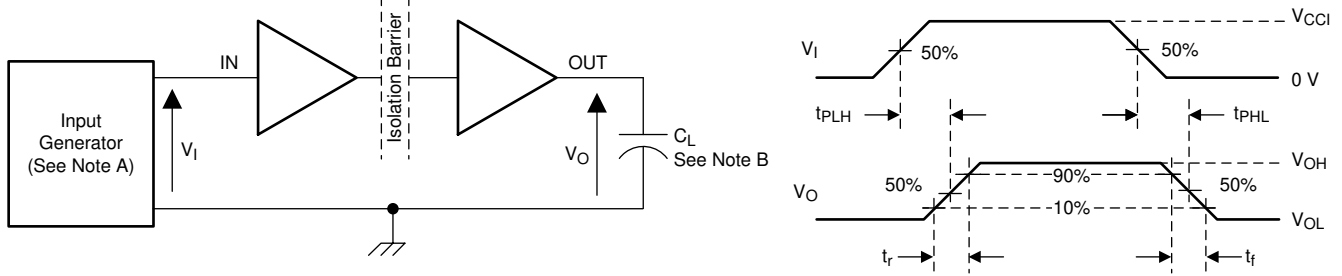 Input
Generator
(See Note A)
IN
V_I
Isolation Barrier
OUT
V_O
C_L
See Note B
V_I
50%
50%
V_CCI
0 V
t_PLH
t_PHL
V_O
50%
90%
10%
50%
V_OH
V_OL
t_r
t_f